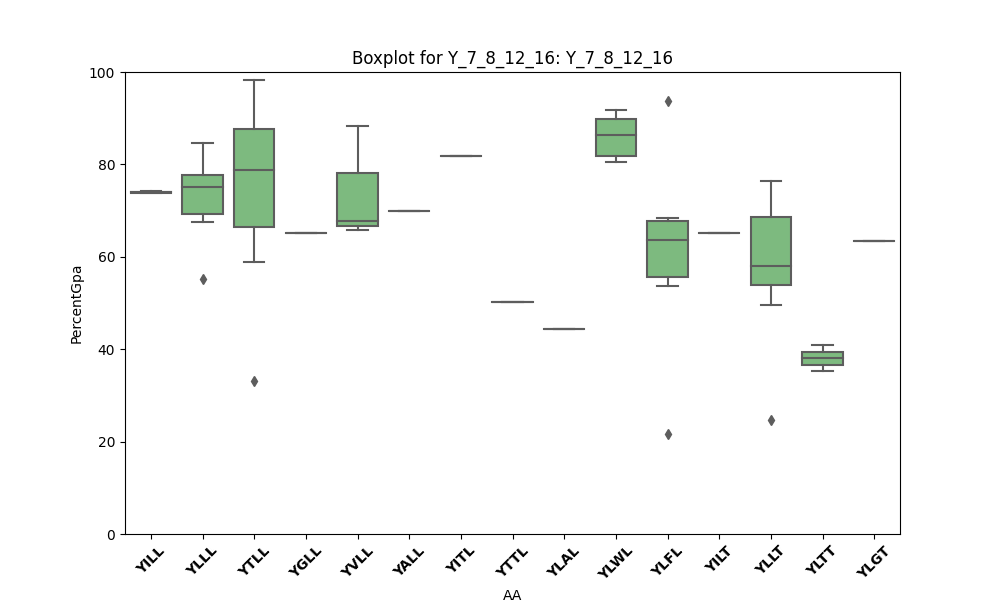 Boxplot for Y_7_8_12_16: Y_7_8_12_16
100
80
60
40
20
0
PercentGpa
YILL
YLLL
YTLL
YGLL
YVLL
YALL
YITL
YTTL
YLAL
YLWL
YLFL
YILT
YLLT
YLTT
YLGT
AA